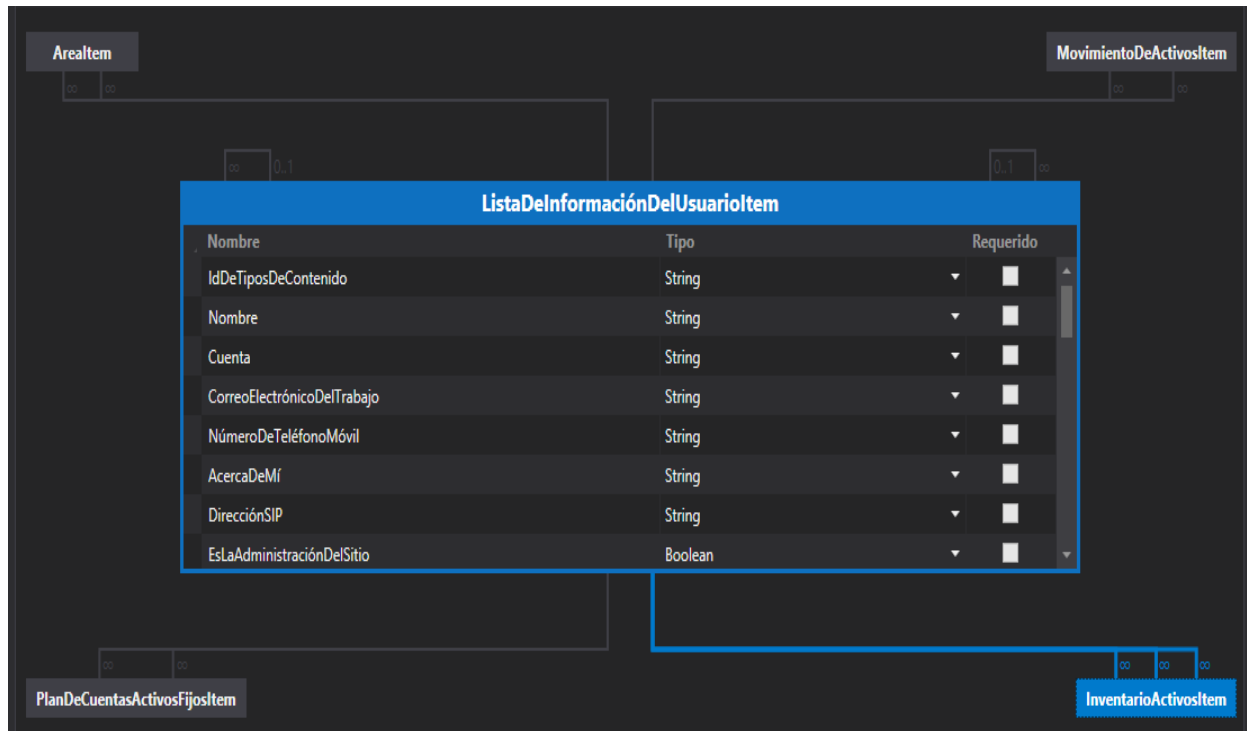 AreaItem
MovimientoDeActivosItem
∞ ∞
∞ ∞
∞ 0..1
0..1 ∞
ListaDeInformaciónDelUsuarioItem
Nombre Tipo Requerido
IdDeTiposDeContenido String
Nombre String
Cuenta String
CorreoElectrónicoDelTrabajo String
NúmeroDeTeléfonoMóvil String
AcercaDeMí String
DirecciónSIP String
EsLaAdministraciónDelSitio Boolean
∞ ∞
∞ ∞ ∞
PlanDeCuentasActivosFijosItem
InventarioActivosItem